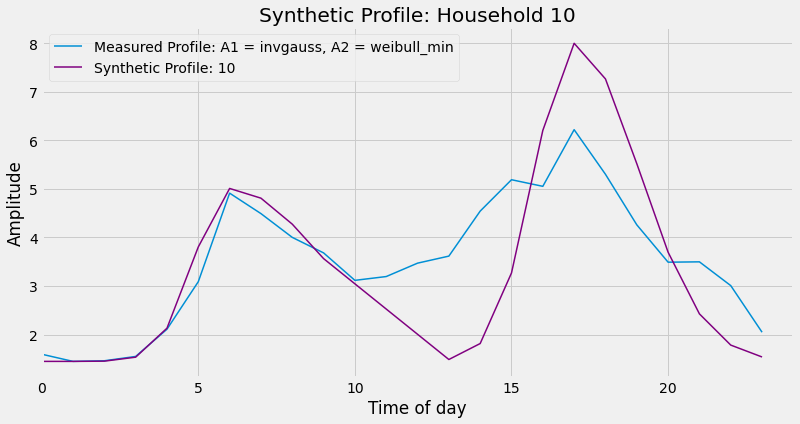 Synthetic Profile: Household 10
Measured Profile: A1 = invgauss, A2 = weibull_min
Synthetic Profile: 10
Amplitude
8
7
6
5
4
3
2
0 5 10 15 20
Time of day